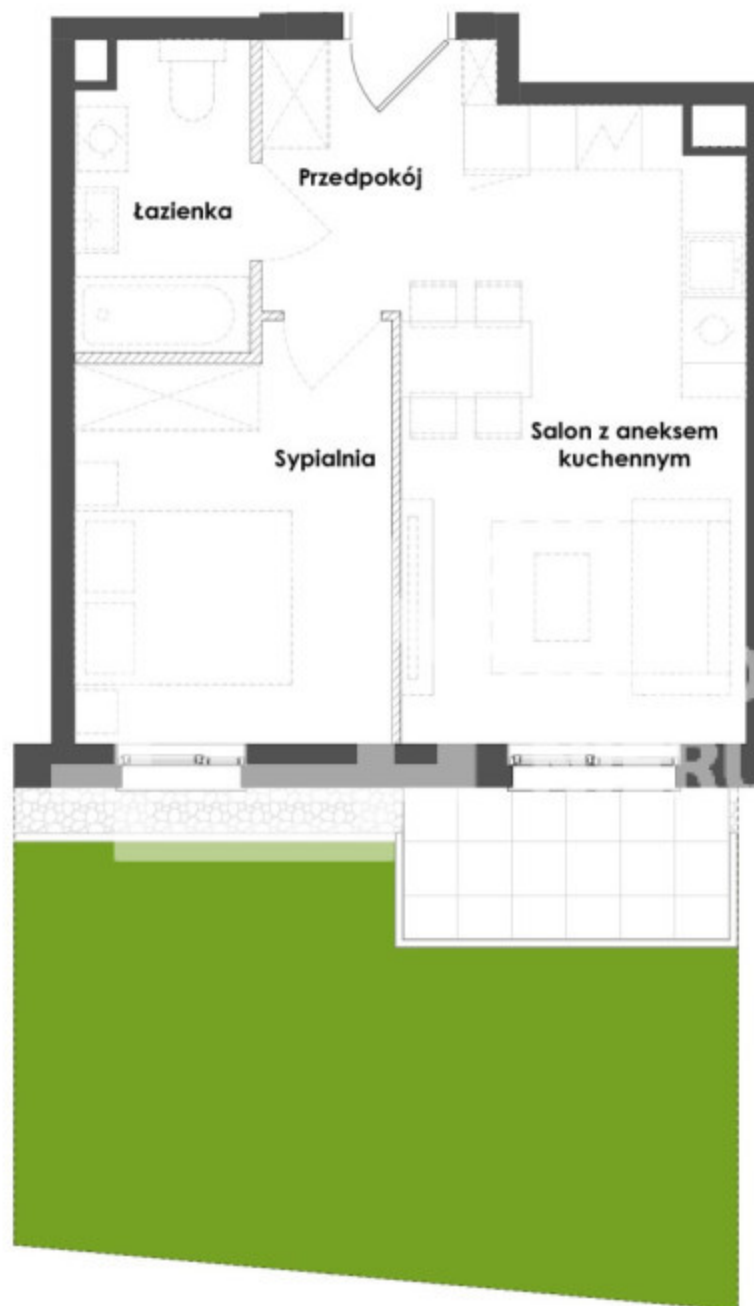 Przedpokój
Łazienka
Salon z aneksem
kuchennym
Sypialnia